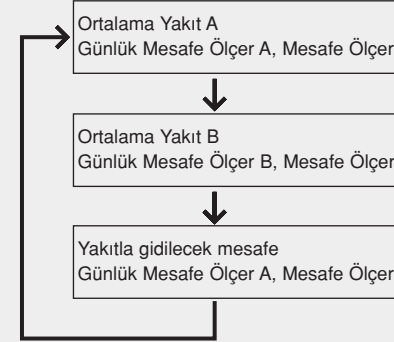 Ortalama Yakıt A
Günlük Mesafe Ölçer A, Mesafe Ölçer
Ortalama Yakıt B
Günlük Mesafe Ölçer B, Mesafe Ölçer
Yakıtla gidilecek mesafe
Günlük Mesafe Ölçer A, Mesafe Ölçer